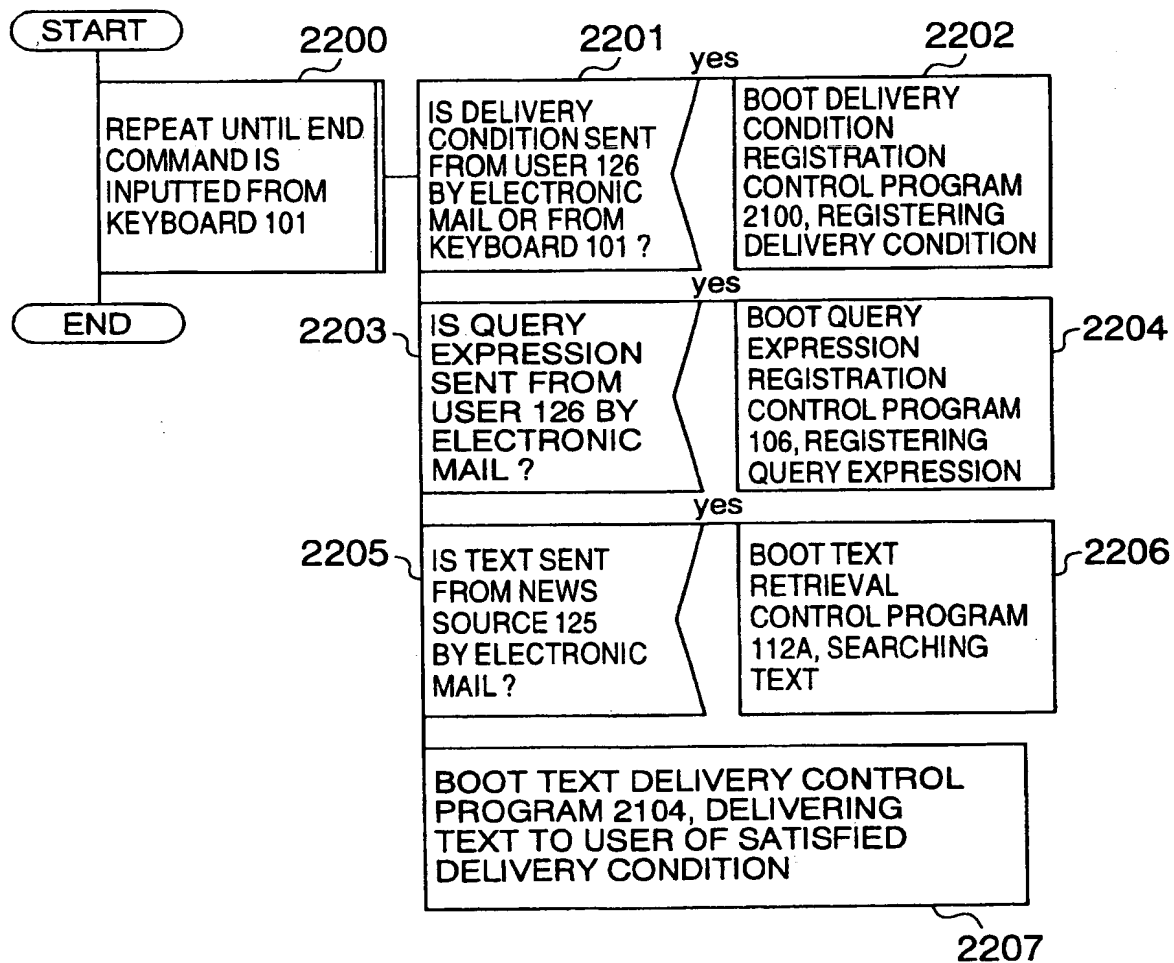 START
2200
REPEAT UNTIL END
COMMAND IS
INPUTTED FROM
KEYBOARD 101
END
2201
IS DELIVERY
CONDITION SENT
FROM USER 126
BY ELECTRONIC
MAIL OR FROM
KEYBOARD 101 ?
yes
2202
BOOT DELIVERY
CONDITION
REGISTRATION
CONTROL PROGRAM
2100, REGISTERING
DELIVERY CONDITION
2203
IS QUERY
EXPRESSION
SENT FROM
USER 126 BY
ELECTRONIC
MAIL ?
yes
BOOT QUERY
EXPRESSION
REGISTRATION
CONTROL PROGRAM
106, REGISTERING
QUERY EXPRESSION
2204
2205
IS TEXT SENT
FROM NEWS
SOURCE 125
BY ELECTRONIC
MAIL ?
yes
BOOT TEXT
RETRIEVAL
CONTROL PROGRAM
112A, SEARCHING
TEXT
2206
BOOT TEXT DELIVERY CONTROL
PROGRAM 2104, DELIVERING
TEXT TO USER OF SATISFIED
DELIVERY CONDITION
2207